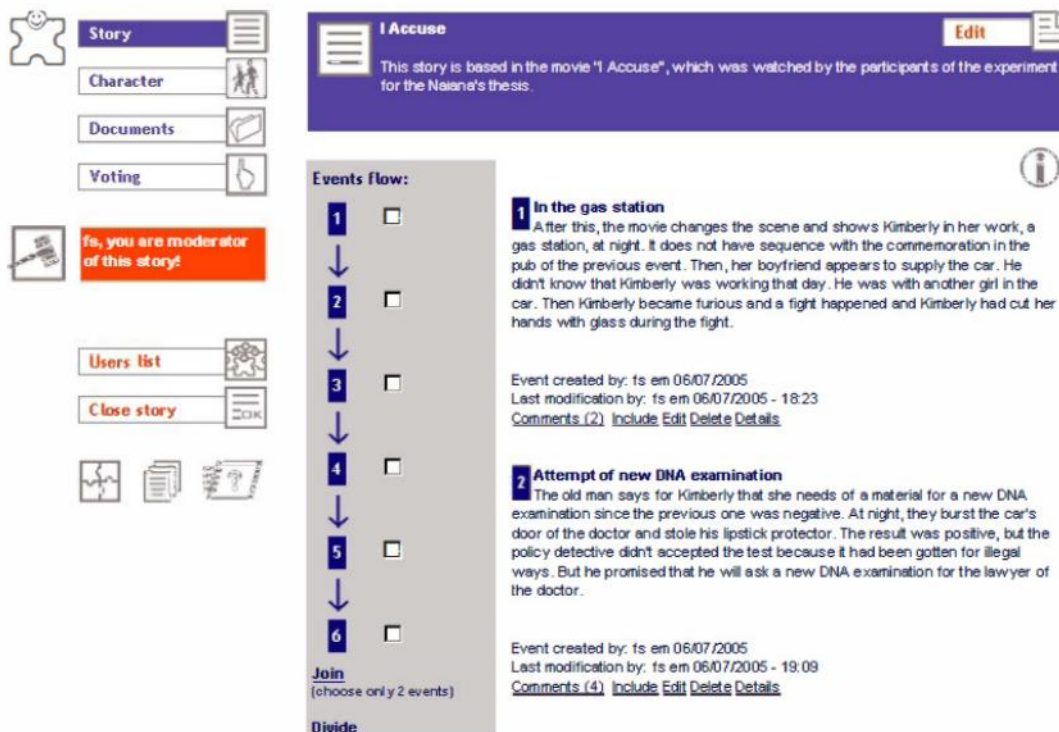 Story
Character
Documents
Voting
fs, you are moderator
of this story!
Users list
Close story
OK
I Accuse
Edit
This story is based in the movie "I Accuse", which was watched by the participants of the experiment
for the Naiana's thesis.
Events flow:
1
2
3
4
5
6
Join
(choose only 2 events)
Divide
1 In the gas station
After this, the movie changes the scene and shows Kimberly in her work, a
gas station, at night. It does not have sequence with the commemoration in the
pub of the previous event. Then, her boyfriend appears to supply the car. He
didn't know that Kimberly was working that day. He was with another girl in the
car. Then Kimberly became furious and a fight happened and Kimberly had cut her
hands with glass during the fight.
Event created by: fs em 06/07/2005
Last modification by: fs em 06/07/2005 - 18:23
Comments (2) Include Edit Delete Details
2 Attempt of new DNA examination
The old man says for Kimberly that she needs of a material for a new DNA
examination since the previous one was negative. At night, they burst the car's
door of the doctor and stole his lipstick protector. The result was positive, but the
policy detective didn't accepted the test because it had been gotten for illegal
ways. But he promised that he will ask a new DNA examination for the lawyer of
the doctor.
Event created by: fs em 06/07/2005
Last modification by: fs em 06/07/2005 - 19:09
Comments (4) Include Edit Delete Details